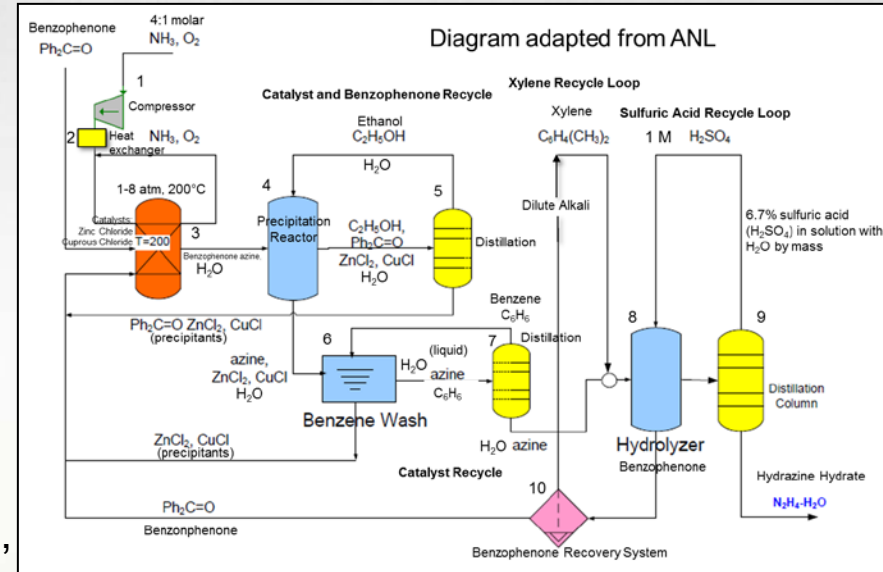 Diagram adapted from ANL
Benzophenone
Ph₂C=O
4:1 molar
NH₃, O₂
1
Compressor
2
Heat
exchanger
NH₃, O₂
1-8 atm, 200°C
Catalysts:
Zinc Chloride
Cuprous Chloride
T=200
3
Benzophenone azine,
H₂O
Catalyst and Benzophenone Recycle
Ethanol
C₂H₅OH
H₂O
4
Precipitation
Reactor
C₂H₅OH,
Ph₂C=O
ZnCl₂, CuCl
H₂O
5
Distillation
Ph₂C=O ZnCl₂, CuCl
(precipitants)
azine,
ZnCl₂, CuCl
H₂O
6
Benzene Wash
H₂O
(liquid)
azine
C₆H₆
Benzene
C₆H₆
Distillation
7
H₂O azine
ZnCl₂, CuCl
(precipitants)
Catalyst Recycle
Ph₂C=O
Benzonphenone
10
Benzophenone Recovery System
Xylene Recycle Loop
Xylene
C₆H₄(CH₃)₂
Dilute Alkali
Sulfuric Acid Recycle Loop
1 M H₂SO₄
6.7% sulfuric acid
(H₂SO₄) in solution with
H₂O by mass
8
Hydrolyzer
Benzophenone
9
Distillation
Column
Hydrazine Hydrate
N₂H₄-H₂O
,